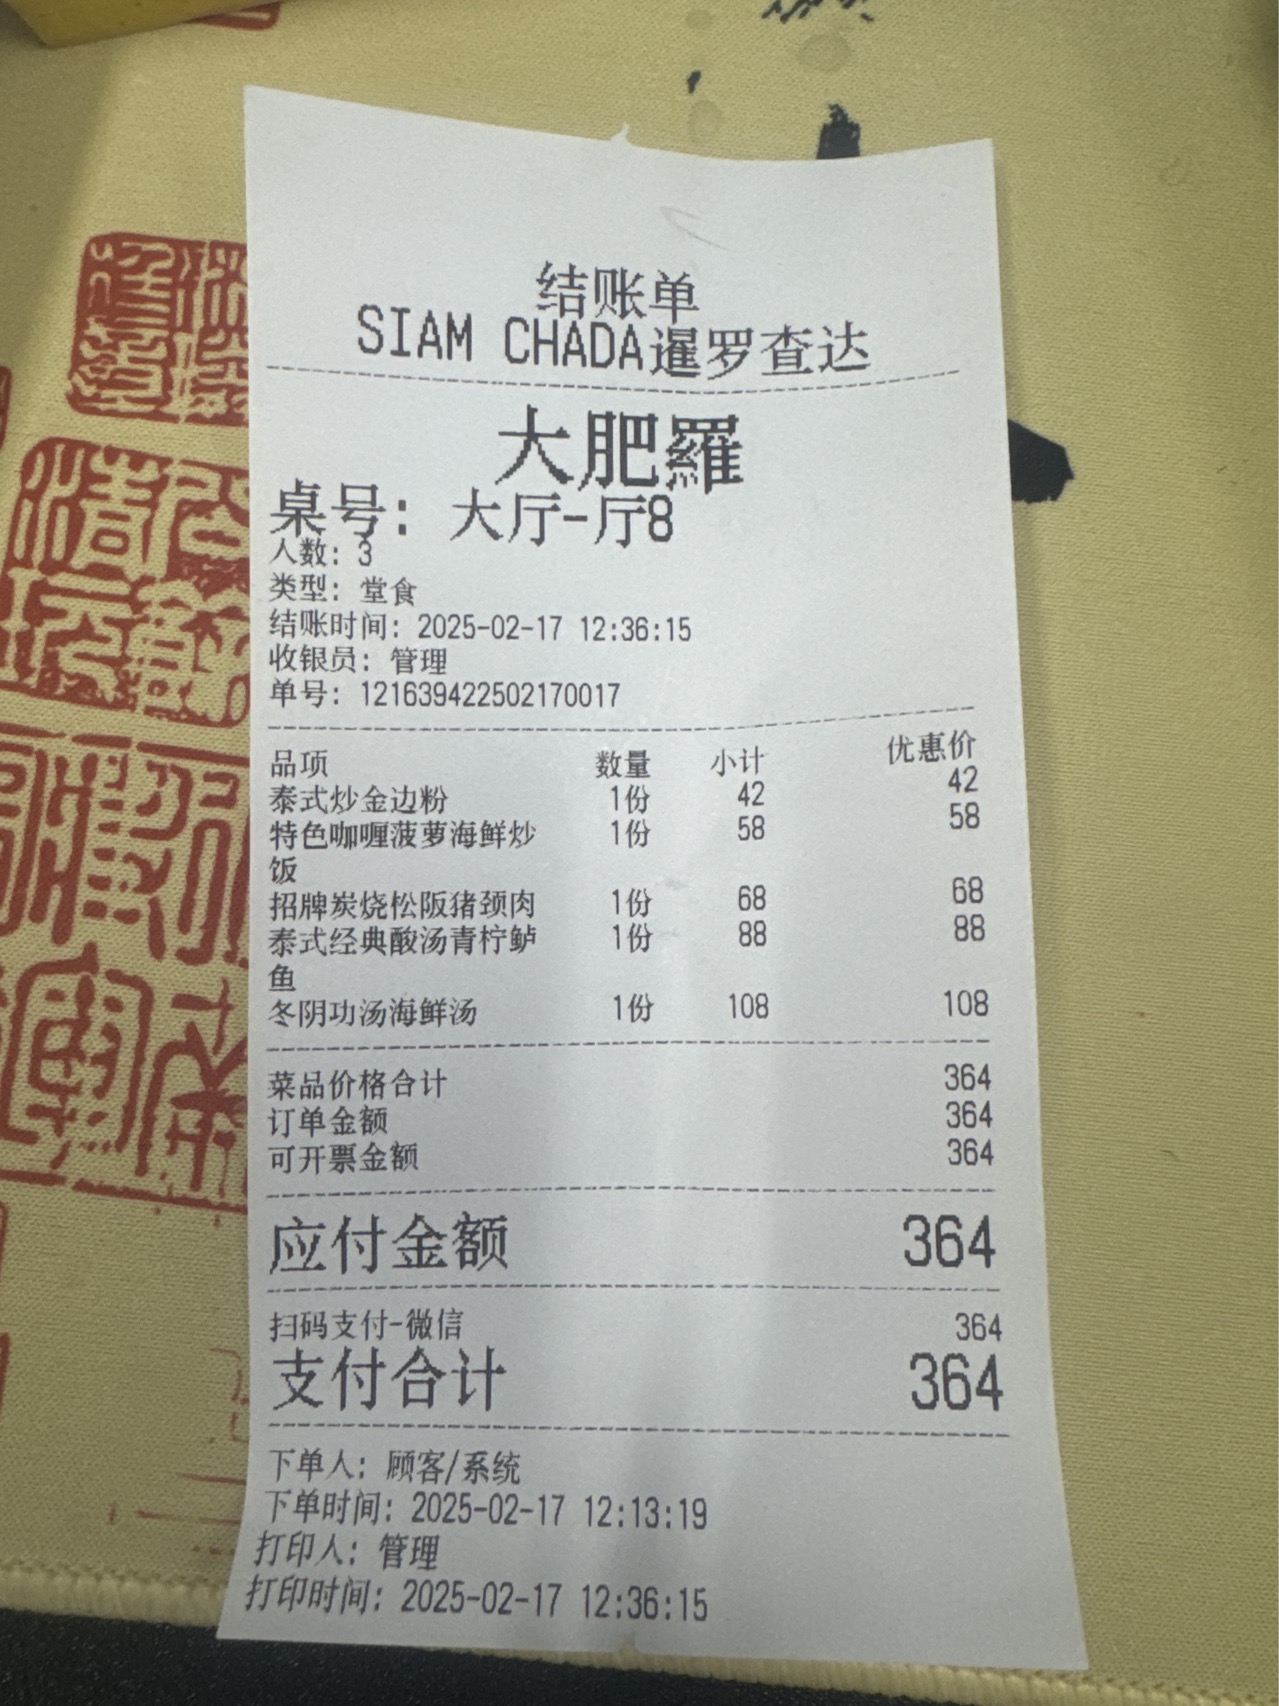 结账单
SIAM CHADA暹罗查达
大肥羅
桌号: 大厅-厅8
人数: 3
类型: 堂食
结账时间: 2025-02-17 12:36:15
收银员: 管理
单号: 121639422502170017
品项 数量 小计 优惠价
泰式炒金边粉 1份 42 42
特色咖喱菠萝海鲜炒 1份 58 58
饭
招牌炭烧松阪猪颈肉 1份 68 68
泰式经典酸汤青柠鲈 1份 88 88
鱼
冬阴功汤海鲜汤 1份 108 108
菜品价格合计 364
订单金额 364
可开票金额 364
应付金额 364
扫码支付-微信 364
支付合计 364
下单人: 顾客/系统
下单时间: 2025-02-17 12:13:19
打印人: 管理
打印时间: 2025-02-17 12:36:15